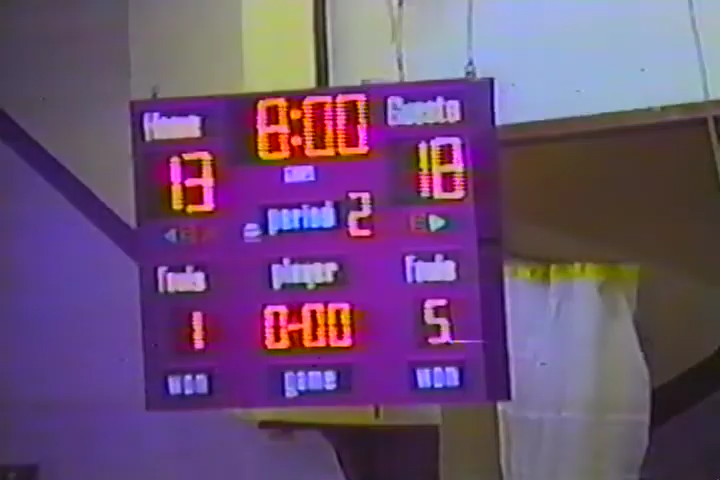 Home 8:00 Guests
13 18
period 2
Fouls player Fouls
1 0-00 5
won game won